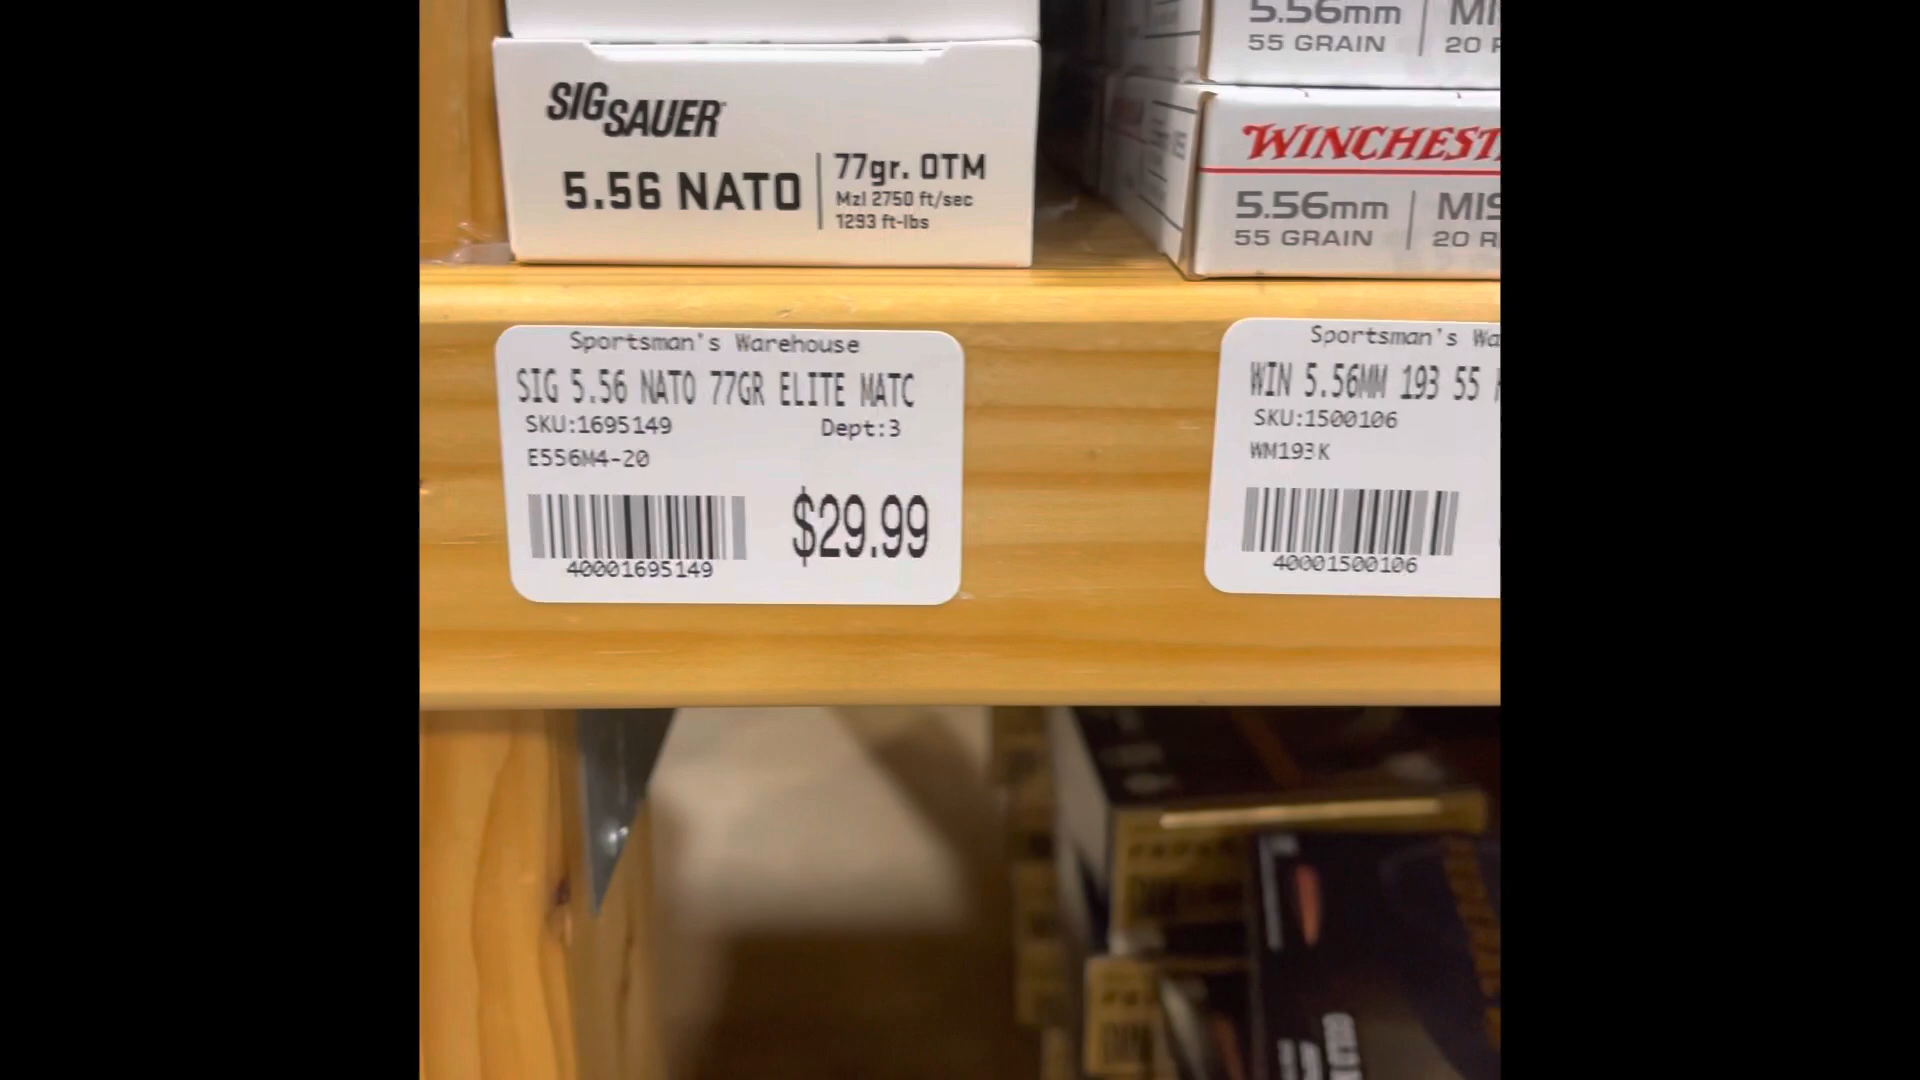 SIG SAUER
5.56 NATO
77gr. OTM
Mzl 2750 ft/sec
1293 ft-lbs
5.56mm
55 GRAIN
20
WINCHEST
5.56mm
55 GRAIN
20 R
Sportsman's Warehouse
SIG 5.56 NATO 77GR ELITE MATC
SKU:1695149 Dept:3
E556M4-20
$29.99
40001695149
Sportsman's Wa
WIN 5.56MM 193 55
SKU:1500106
WM193K
40001500106